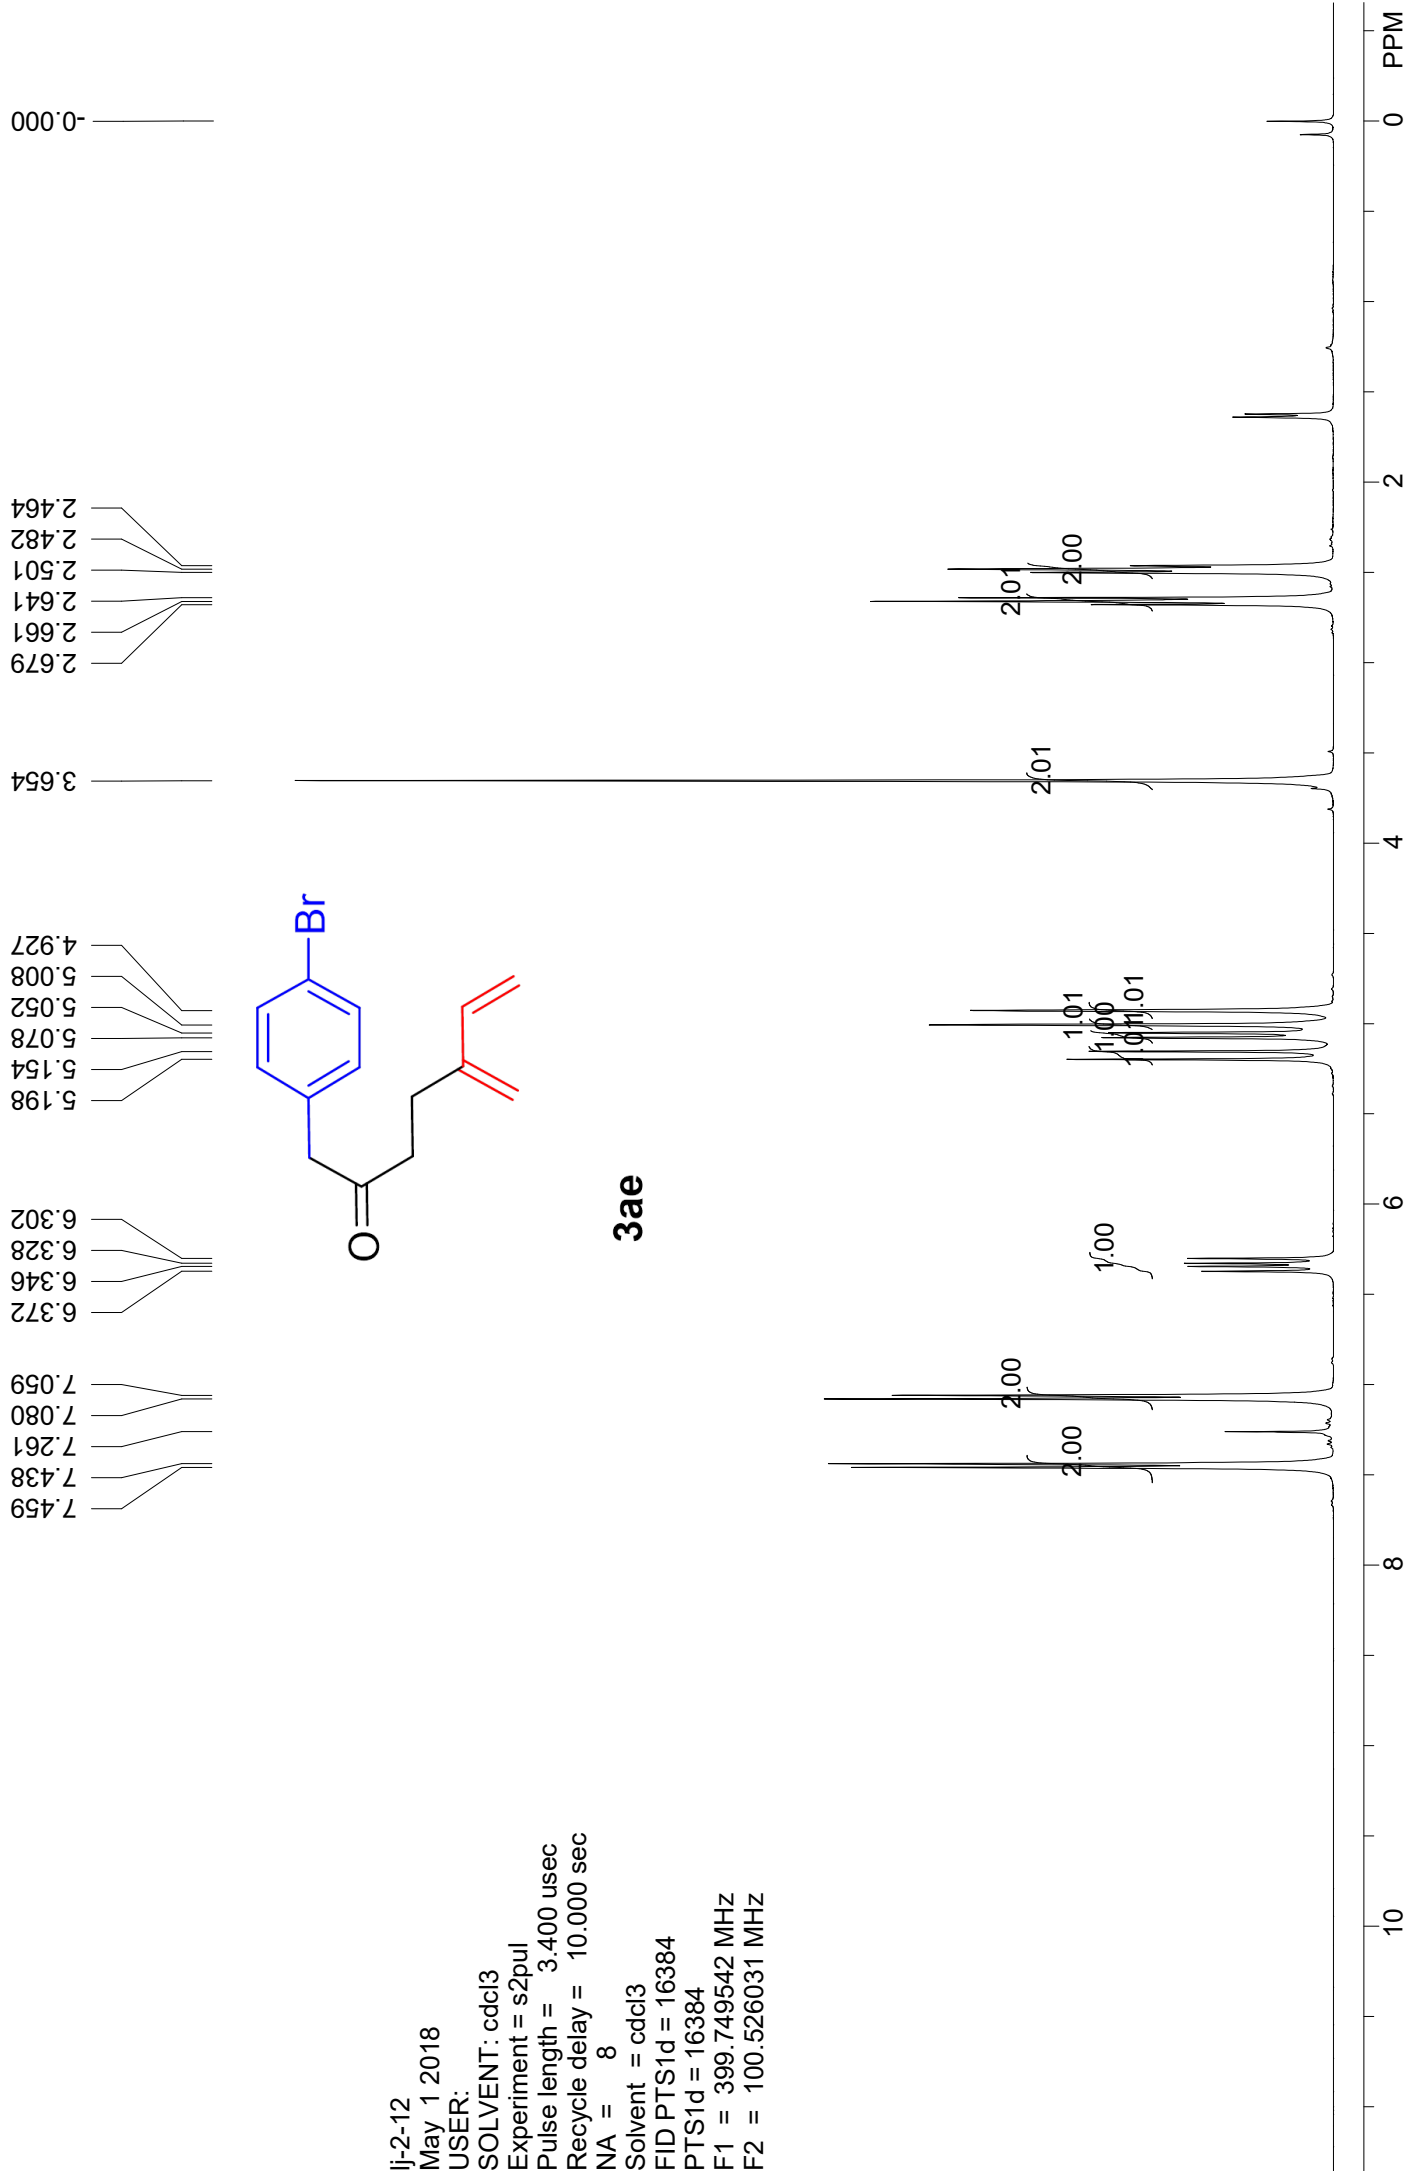 lj-2-12
May 1 2018
USER:
SOLVENT: cdcl3
Experiment = s2pul
Pulse length = 3.400 usec
Recycle delay = 10.000 sec
NA = 8
Solvent = cdcl3
FID PTS1d = 16384
PTS1d = 16384
F1 = 399.749542 MHz
F2 = 100.526031 MHz
7.459
7.438
7.261
7.080
7.059
6.372
6.346
6.328
6.302
5.198
5.154
5.078
5.052
5.008
4.927
3.654
2.679
2.661
2.641
2.501
2.482
2.464
-0.000
O
Br
3ae
2.00
2.00
1.00
1.01
1.00
1.01
1.01
2.01
2.01
2.00
10
8
6
4
2
0
PPM